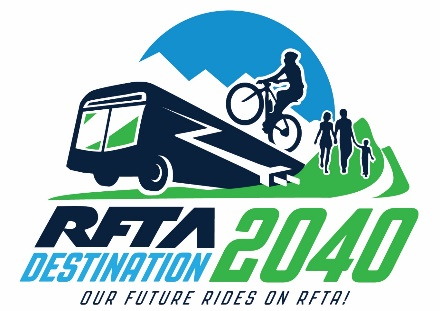 RFTA 2040
DESTINATION
OUR FUTURE RIDES ON RFTA!